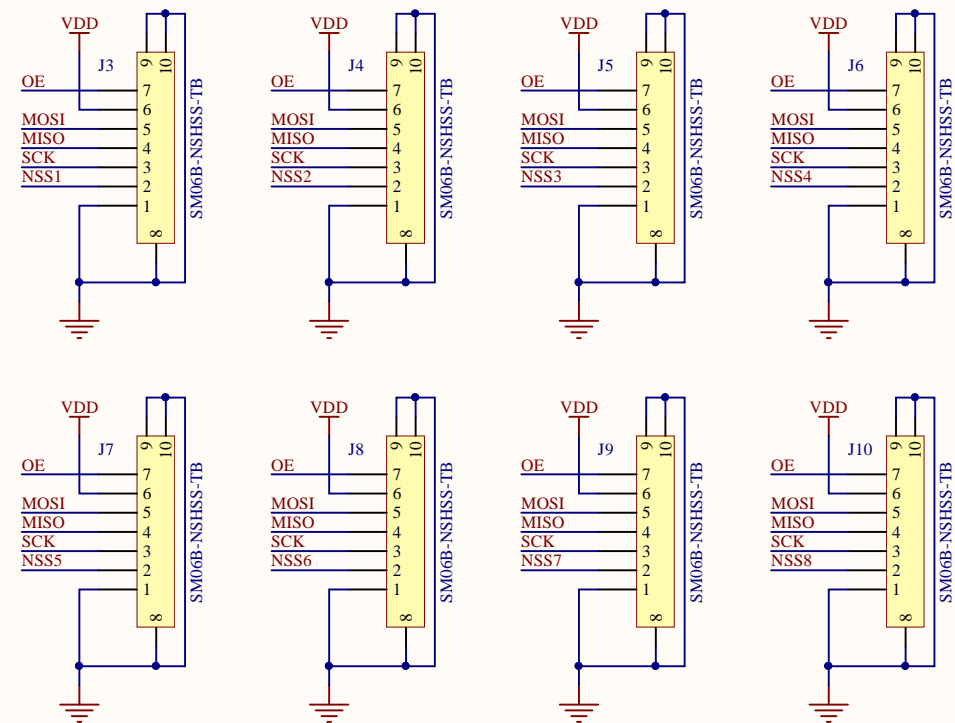 VDD
J3
9
10
OE
7
6
MOSI
5
MISO
4
SCK
3
NSS1
2
1
8
SM06B-NSHSS-TB
VDD
J4
9
10
OE
7
6
MOSI
5
MISO
4
SCK
3
NSS2
2
1
8
SM06B-NSHSS-TB
VDD
J5
9
10
OE
7
6
MOSI
5
MISO
4
SCK
3
NSS3
2
1
8
SM06B-NSHSS-TB
VDD
J6
9
10
OE
7
6
MOSI
5
MISO
4
SCK
3
NSS4
2
1
8
SM06B-NSHSS-TB
VDD
J7
9
10
OE
7
6
MOSI
5
MISO
4
SCK
3
NSS5
2
1
8
SM06B-NSHSS-TB
VDD
J8
9
10
OE
7
6
MOSI
5
MISO
4
SCK
3
NSS6
2
1
8
SM06B-NSHSS-TB
VDD
J9
9
10
OE
7
6
MOSI
5
MISO
4
SCK
3
NSS7
2
1
8
SM06B-NSHSS-TB
VDD
J10
9
10
OE
7
6
MOSI
5
MISO
4
SCK
3
NSS8
2
1
8
SM06B-NSHSS-TB